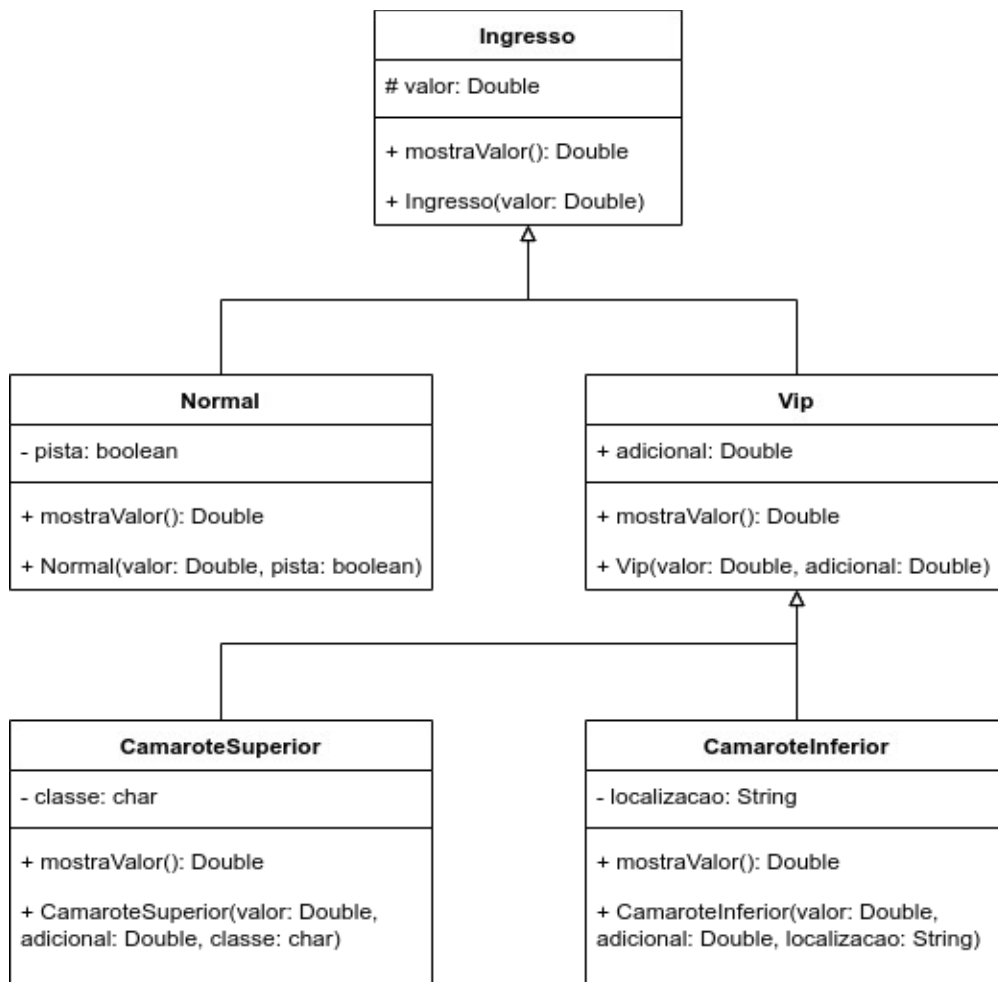 Ingresso
# valor: Double
+ mostraValor(): Double
+ Ingresso(valor: Double)
Normal
- pista: boolean
+ mostraValor(): Double
+ Normal(valor: Double, pista: boolean)
Vip
+ adicional: Double
+ mostraValor(): Double
+ Vip(valor: Double, adicional: Double)
CamaroteSuperior
- classe: char
+ mostraValor(): Double
+ CamaroteSuperior(valor: Double,
adicional: Double, classe: char)
CamaroteInferior
- localizacao: String
+ mostraValor(): Double
+ CamaroteInferior(valor: Double,
adicional: Double, localizacao: String)